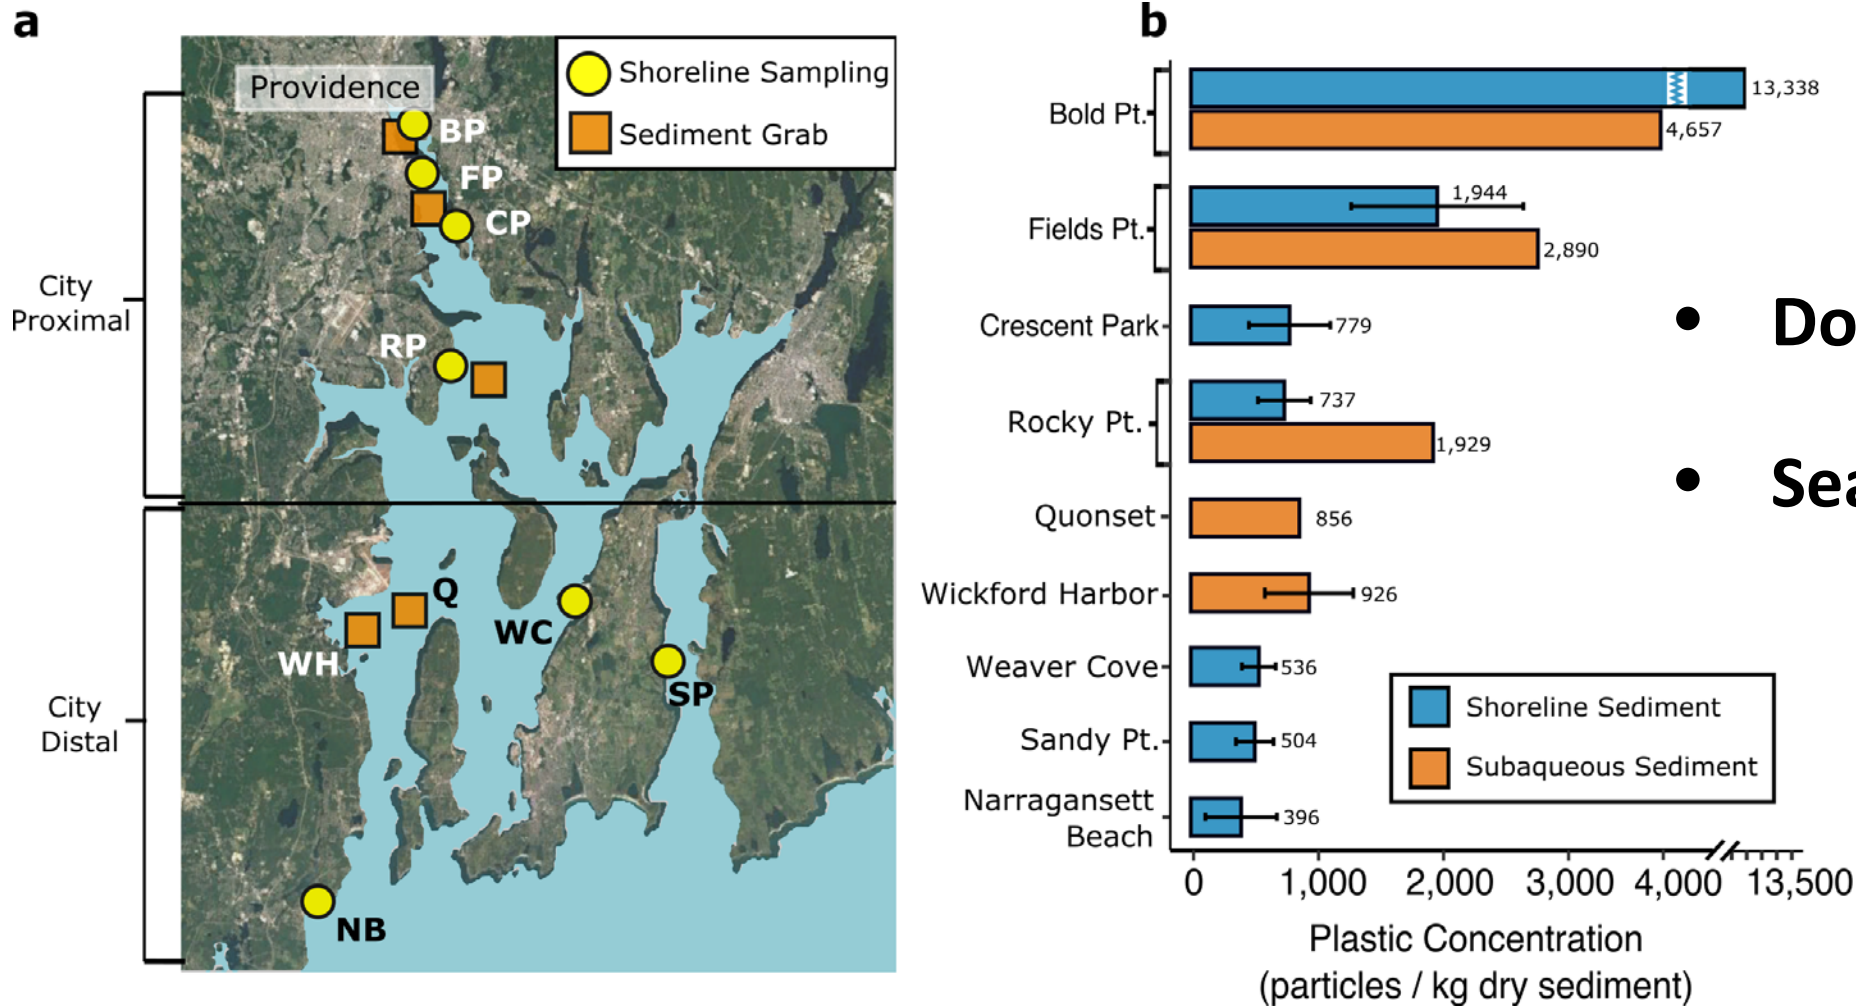 a
Providence
Shoreline Sampling
Sediment Grab
BP
FP
CP
RP
City
Proximal
Q
WC
WH
SP
City
Distal
NB
b
Bold Pt.
13,338
4,657
Fields Pt.
1,944
2,890
Crescent Park
779
Rocky Pt.
737
1,929
Quonset
856
Wickford Harbor
926
Weaver Cove
536
Sandy Pt.
504
Narragansett
Beach
396
Shoreline Sediment
Subaqueous Sediment
0 1,000 2,000 3,000 4,000 13,500
Plastic Concentration
(particles / kg dry sediment)
• Do
• Sea